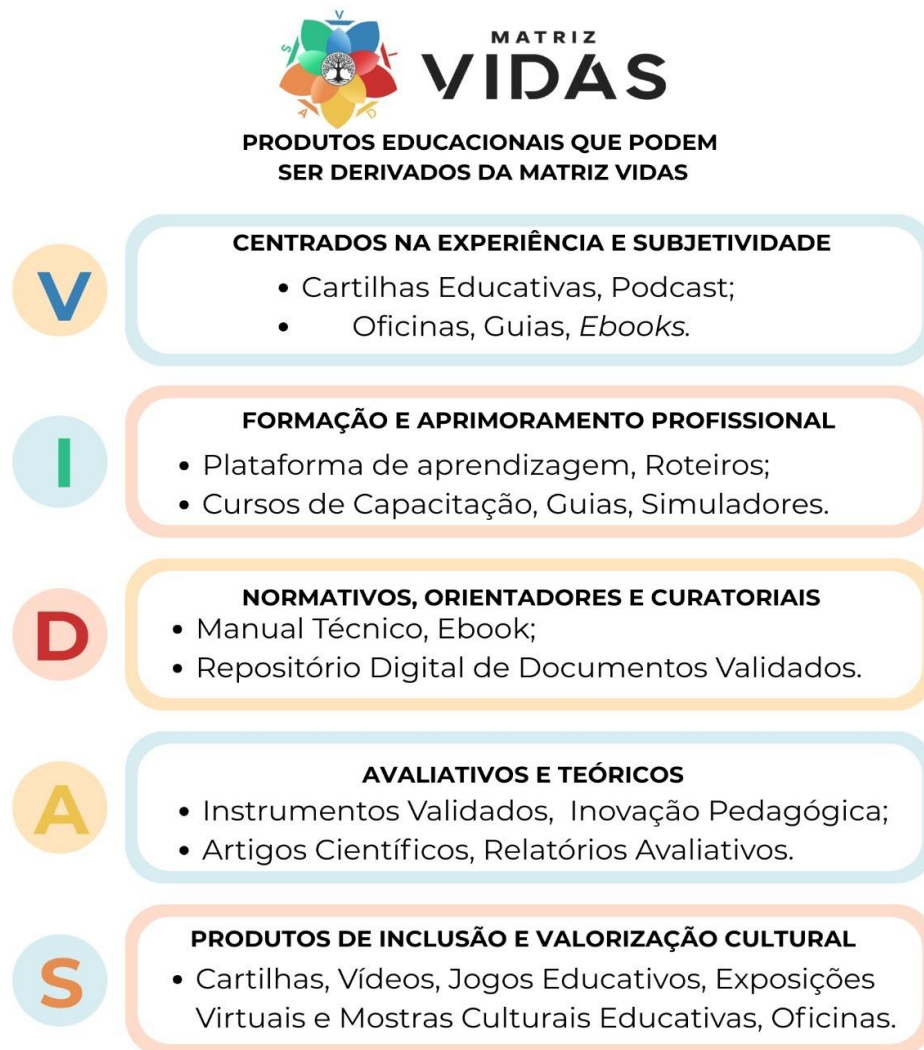 V
S
I
A
D
MATRIZ
VIDAS
PRODUTOS EDUCACIONAIS QUE PODEM
SER DERIVADOS DA MATRIZ VIDAS
V
CENTRADOS NA EXPERIÊNCIA E SUBJETIVIDADE
• Cartilhas Educativas, Podcast;
• Oficinas, Guias, Ebooks.
I
FORMAÇÃO E APRIMORAMENTO PROFISSIONAL
• Plataforma de aprendizagem, Roteiros;
• Cursos de Capacitação, Guias, Simuladores.
D
NORMATIVOS, ORIENTADORES E CURATORIAIS
• Manual Técnico, Ebook;
• Repositório Digital de Documentos Validados.
A
AVALIATIVOS E TEÓRICOS
• Instrumentos Validados, Inovação Pedagógica;
• Artigos Científicos, Relatórios Avaliativos.
S
PRODUTOS DE INCLUSÃO E VALORIZAÇÃO CULTURAL
• Cartilhas, Vídeos, Jogos Educativos, Exposições
Virtuais e Mostras Culturais Educativas, Oficinas.